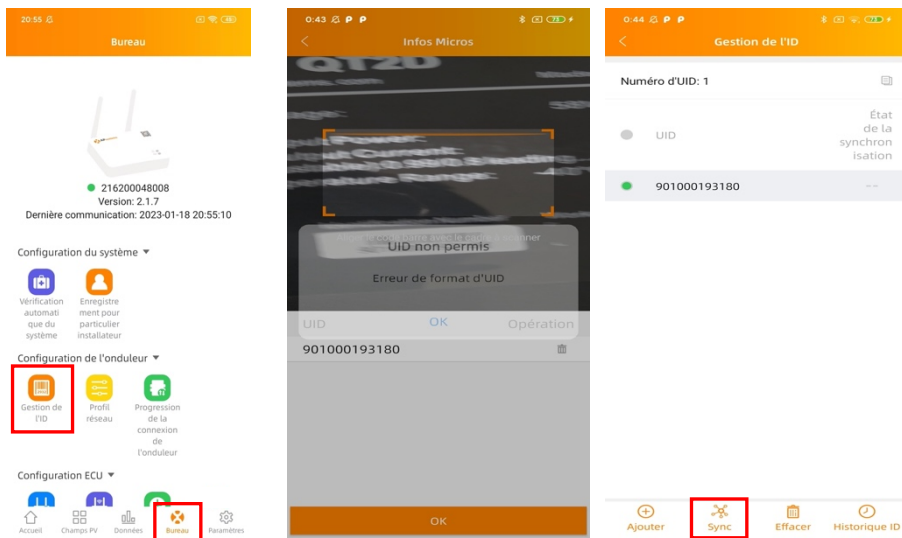 20:55
Bureau
216200048008
Version: 2.1.7
Dernière communication: 2023-01-18 20:55:10
Configuration du système
Vérification
automati
que du
système
Enregistre
ment pour
particulier
installateur
Configuration de l'onduleur
Gestion de
l'ID
Profil
réseau
Progression
de la
connexion
de
l'onduleur
Configuration ECU
Accueil
Champs PV
Données
Bureau
Paramètres
0:43 P P
75
Infos Micros
QT2D
UID non permis
Erreur de format d'UID
OK
UID
Opération
901000193180
OK
0:44 P P
Gestion de l'ID
Numéro d'UID: 1
UID
État
de la
synchron
isation
901000193180
--
Ajouter
Sync
Effacer
Historique ID